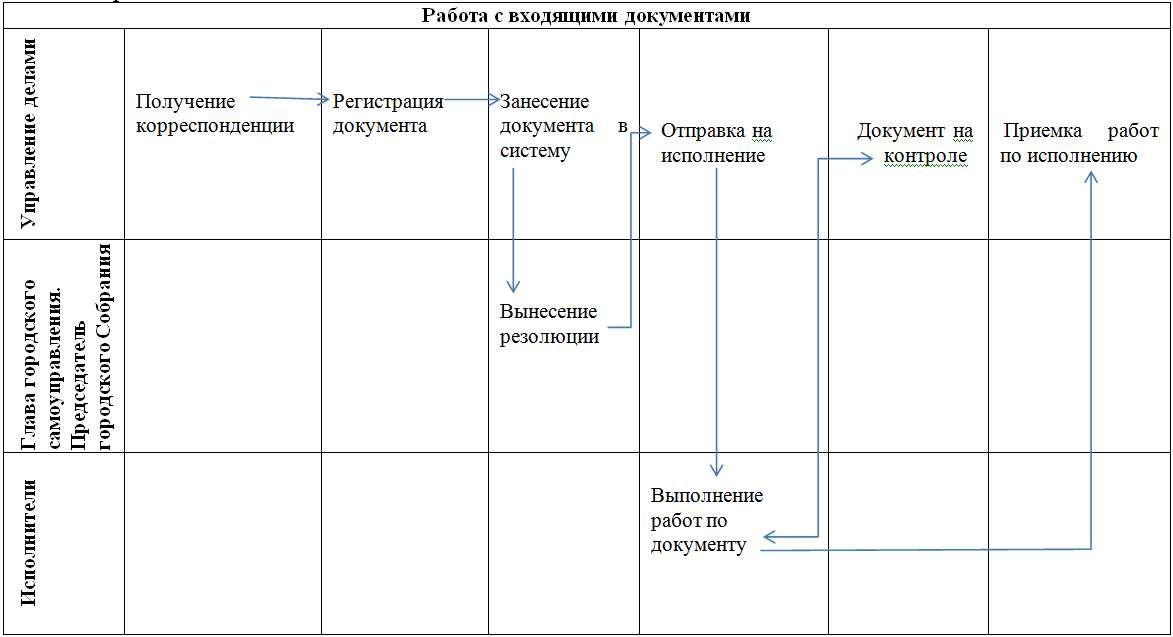 Работа с входящими документами
Управление делами
Получение
корреспонденции
Регистрация
документа
Занесение
документа в
систему
Отправка на
исполнение
Документ на
контроле
Приемка работ
по исполнению
Глава городского
самоуправления.
Председатель
городского Собрания
Вынесение
резолюции
Исполнители
Выполнение
работ по
документу